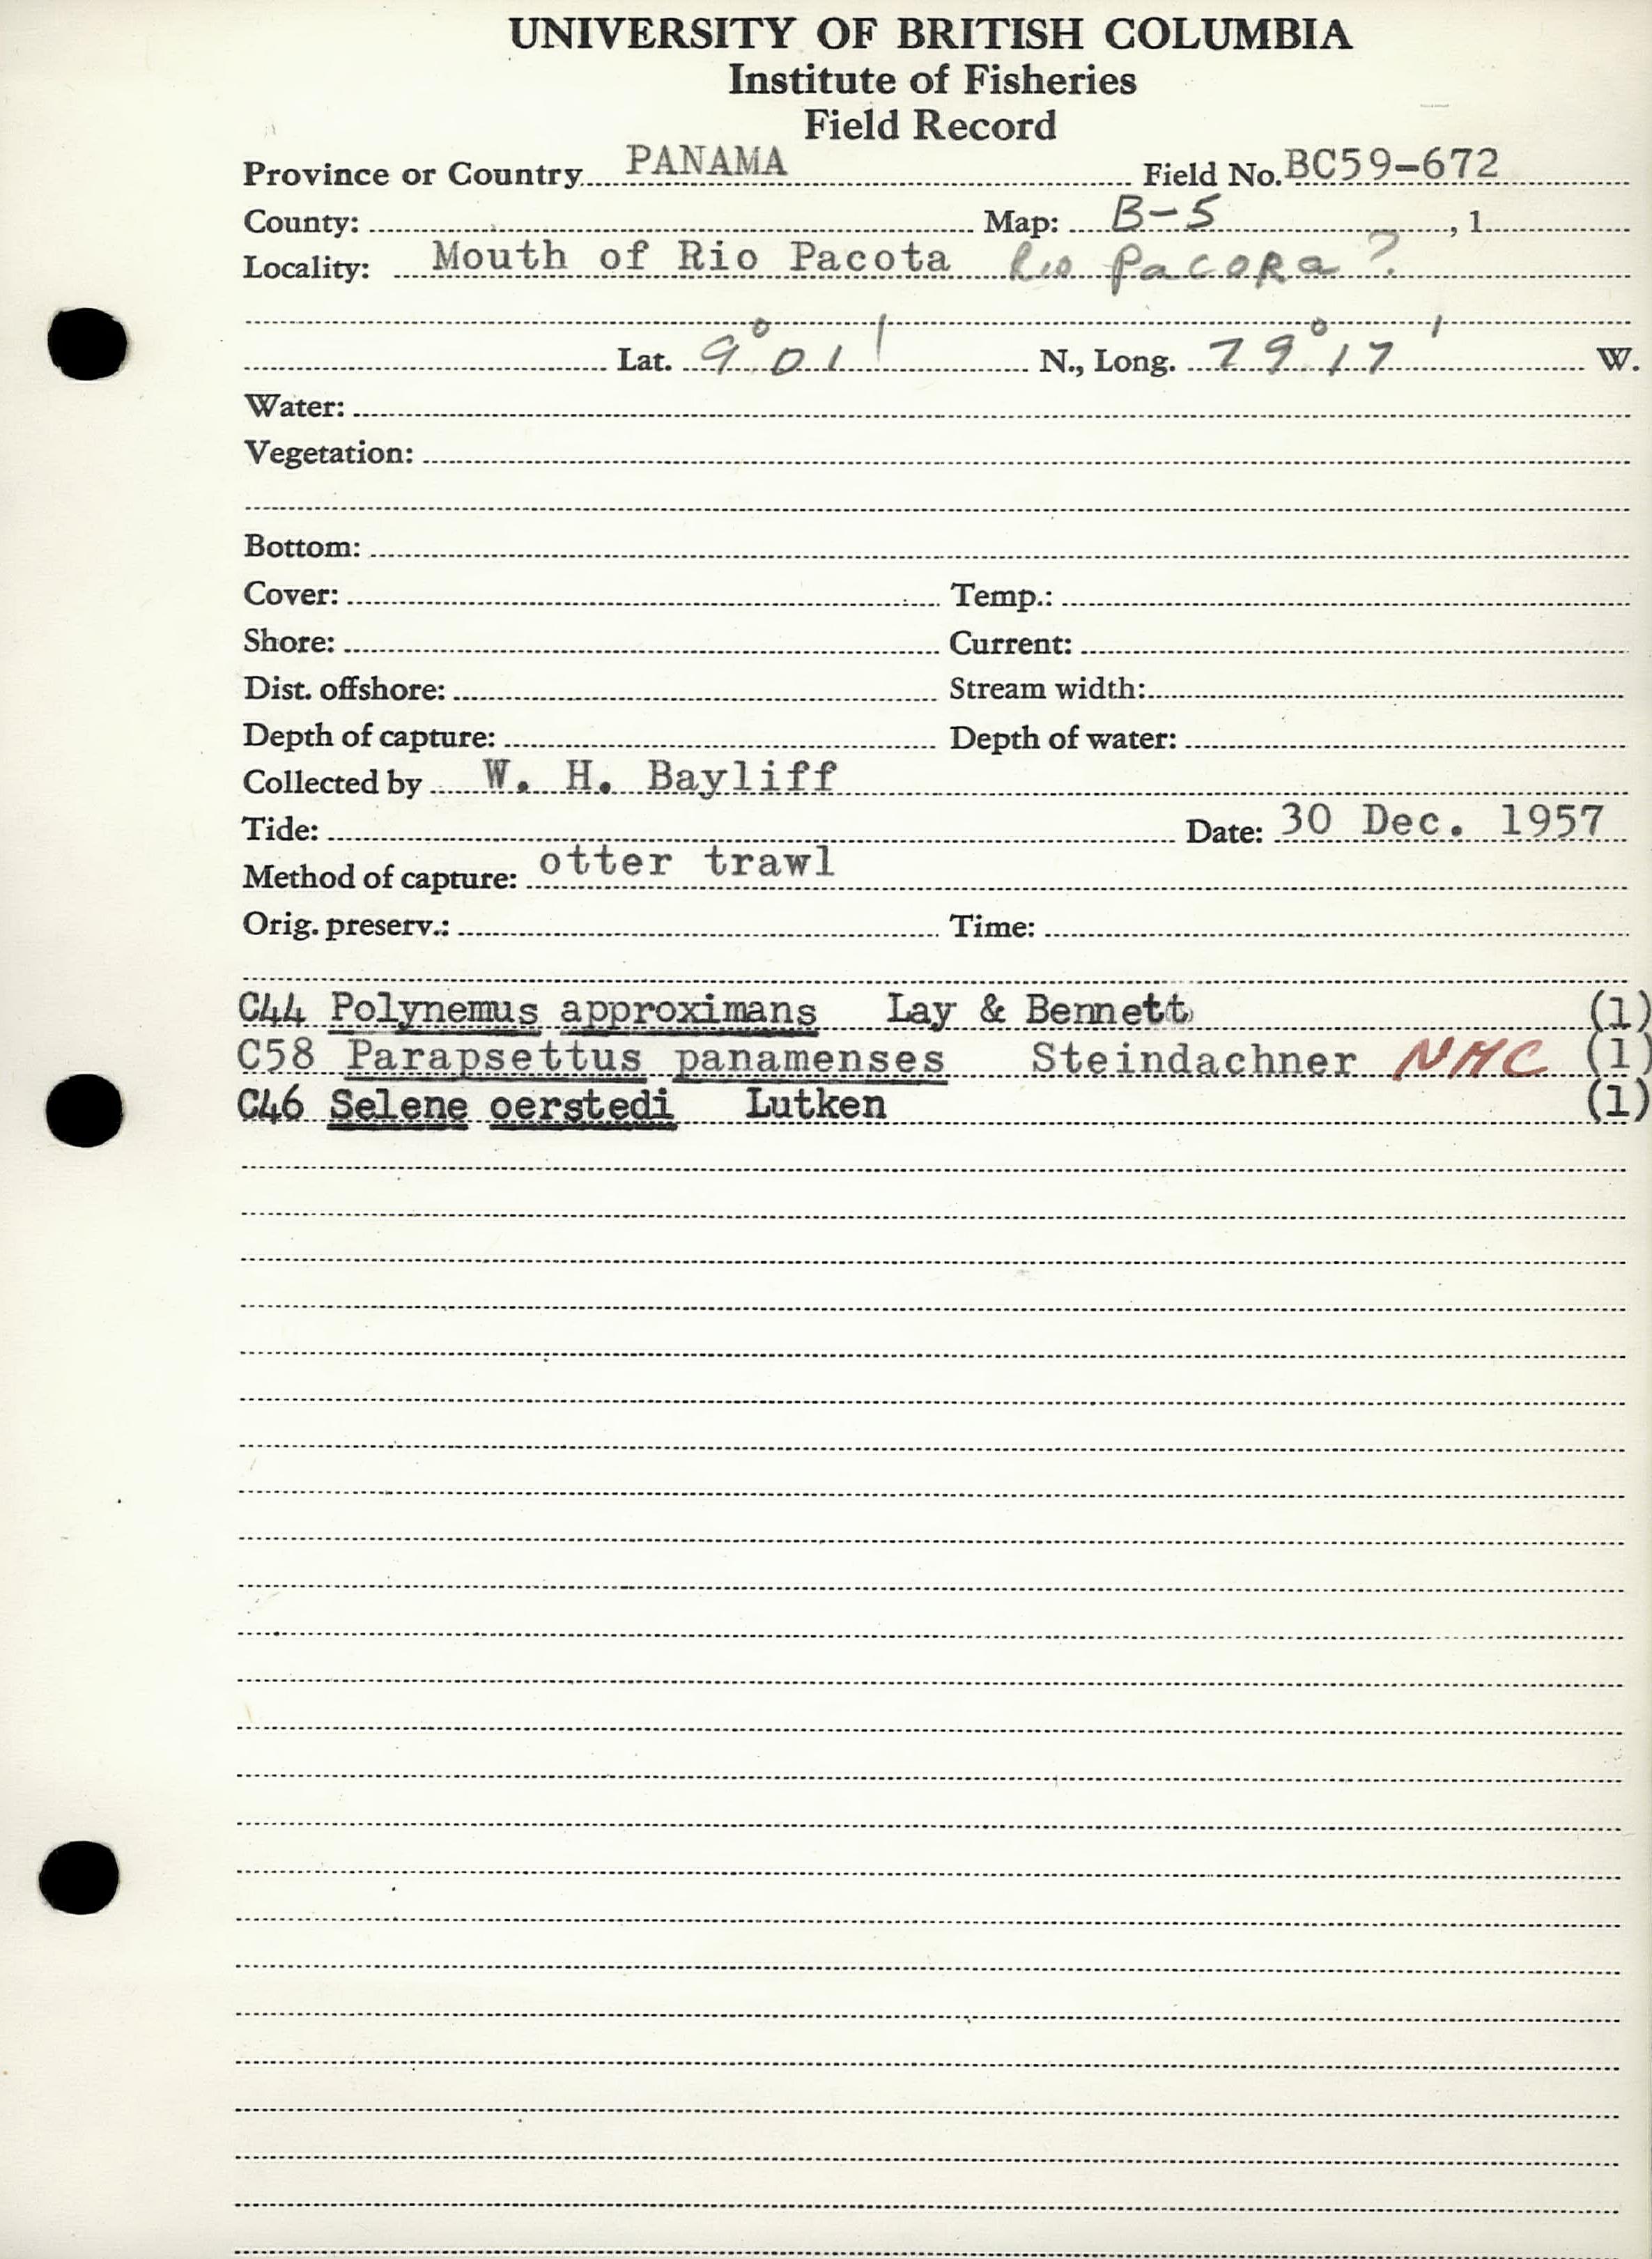 UNIVERSITY OF BRITISH COLUMBIA
Institute of Fisheries
Field Record
Province or Country PANAMA Field No. BC59-672
County: Map: B-5 , 1
Locality: Mouth of Rio Pacota Rio Pacora?
Lat. 9°01' N., Long. 79°17' W.
Water:
Vegetation:
Bottom:
Cover: Temp.:
Shore: Current:
Dist. offshore: Stream width:
Depth of capture: Depth of water:
Collected by W. H. Bayliff
Tide: Date: 30 Dec. 1957
Method of capture: otter trawl
Orig. preserv.: Time:
C44 Polynemus approximans Lay & Bennett (1)
C58 Parapsettus panamenses Steindachner NMC (1)
C46 Selene oerstedi Lutken (1)